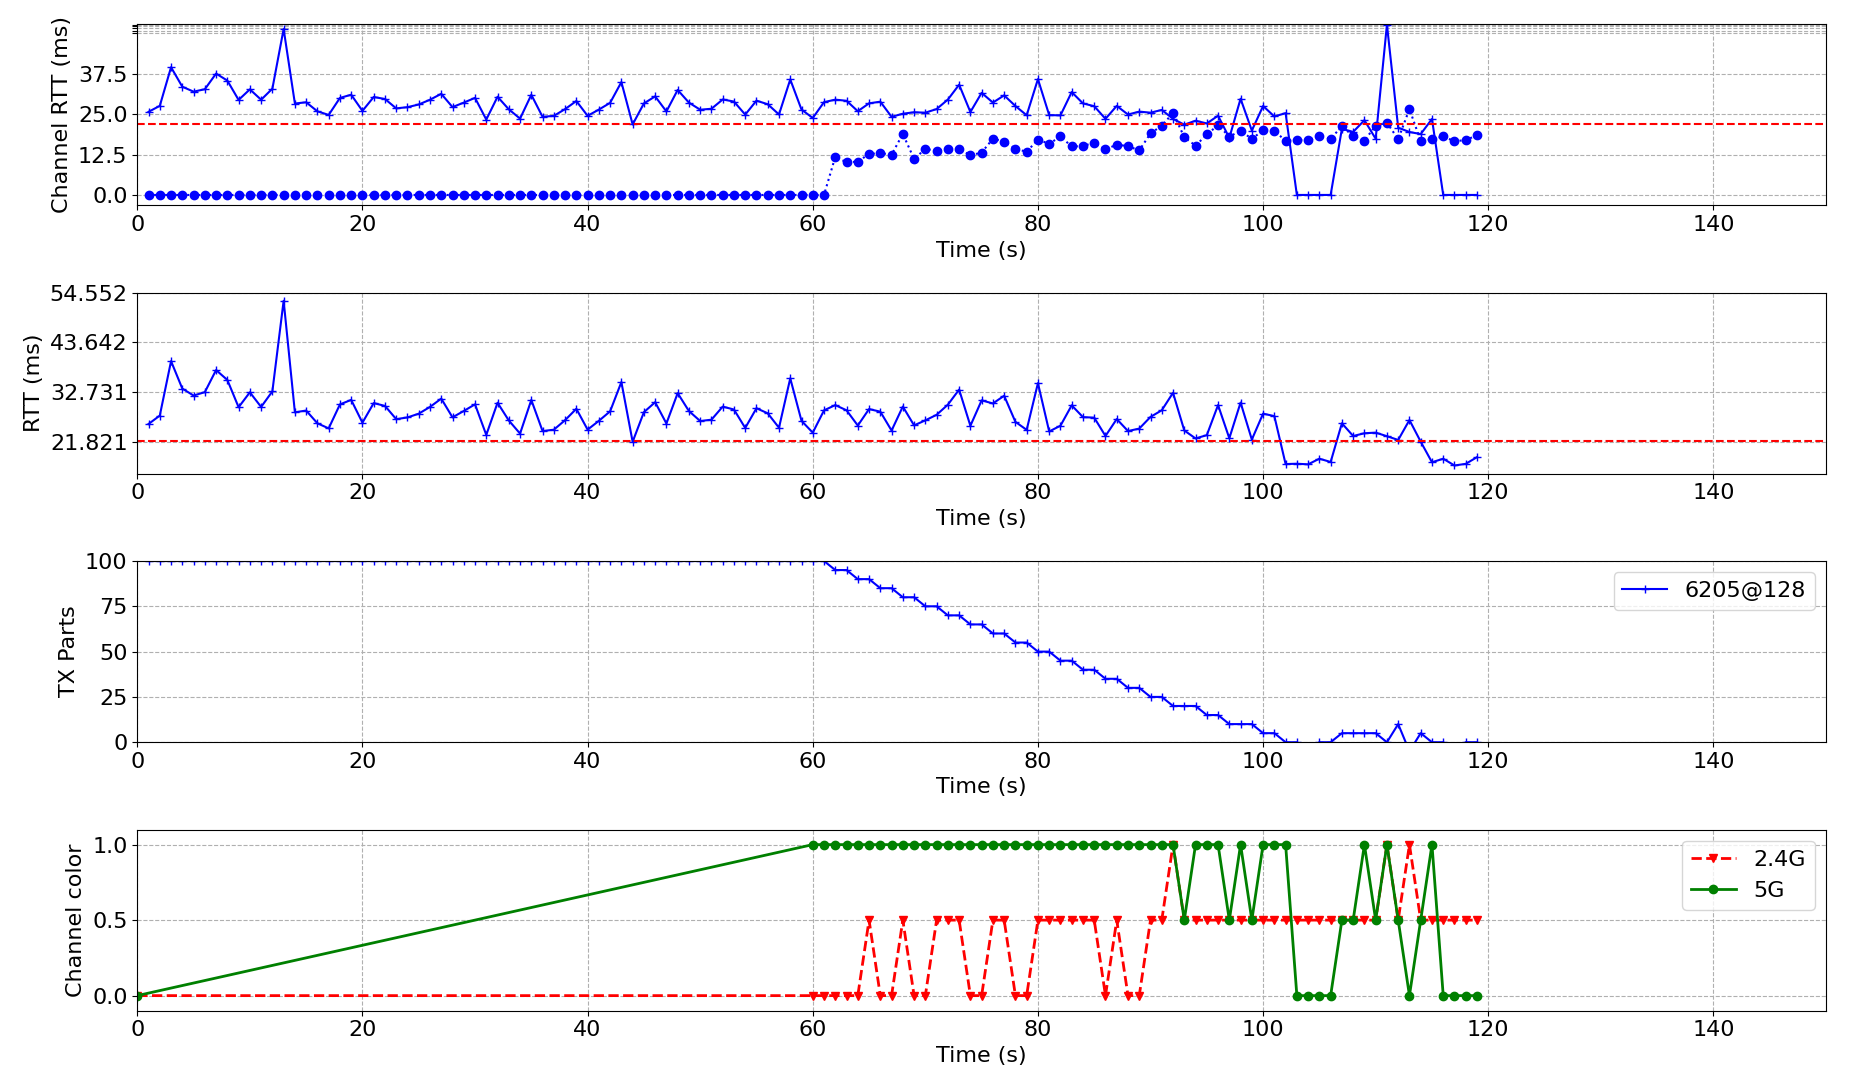 Channel RTT (ms)
37.5
25.0
12.5
0.0
0 20 40 60 80 100 120 140
Time (s)
RTT (ms)
54.552
43.642
32.731
21.821
0 20 40 60 80 100 120 140
Time (s)
TX Parts
100
75
50
25
0
6205@128
0 20 40 60 80 100 120 140
Time (s)
Channel color
1.0
0.5
0.0
2.4G
5G
0 20 40 60 80 100 120 140
Time (s)